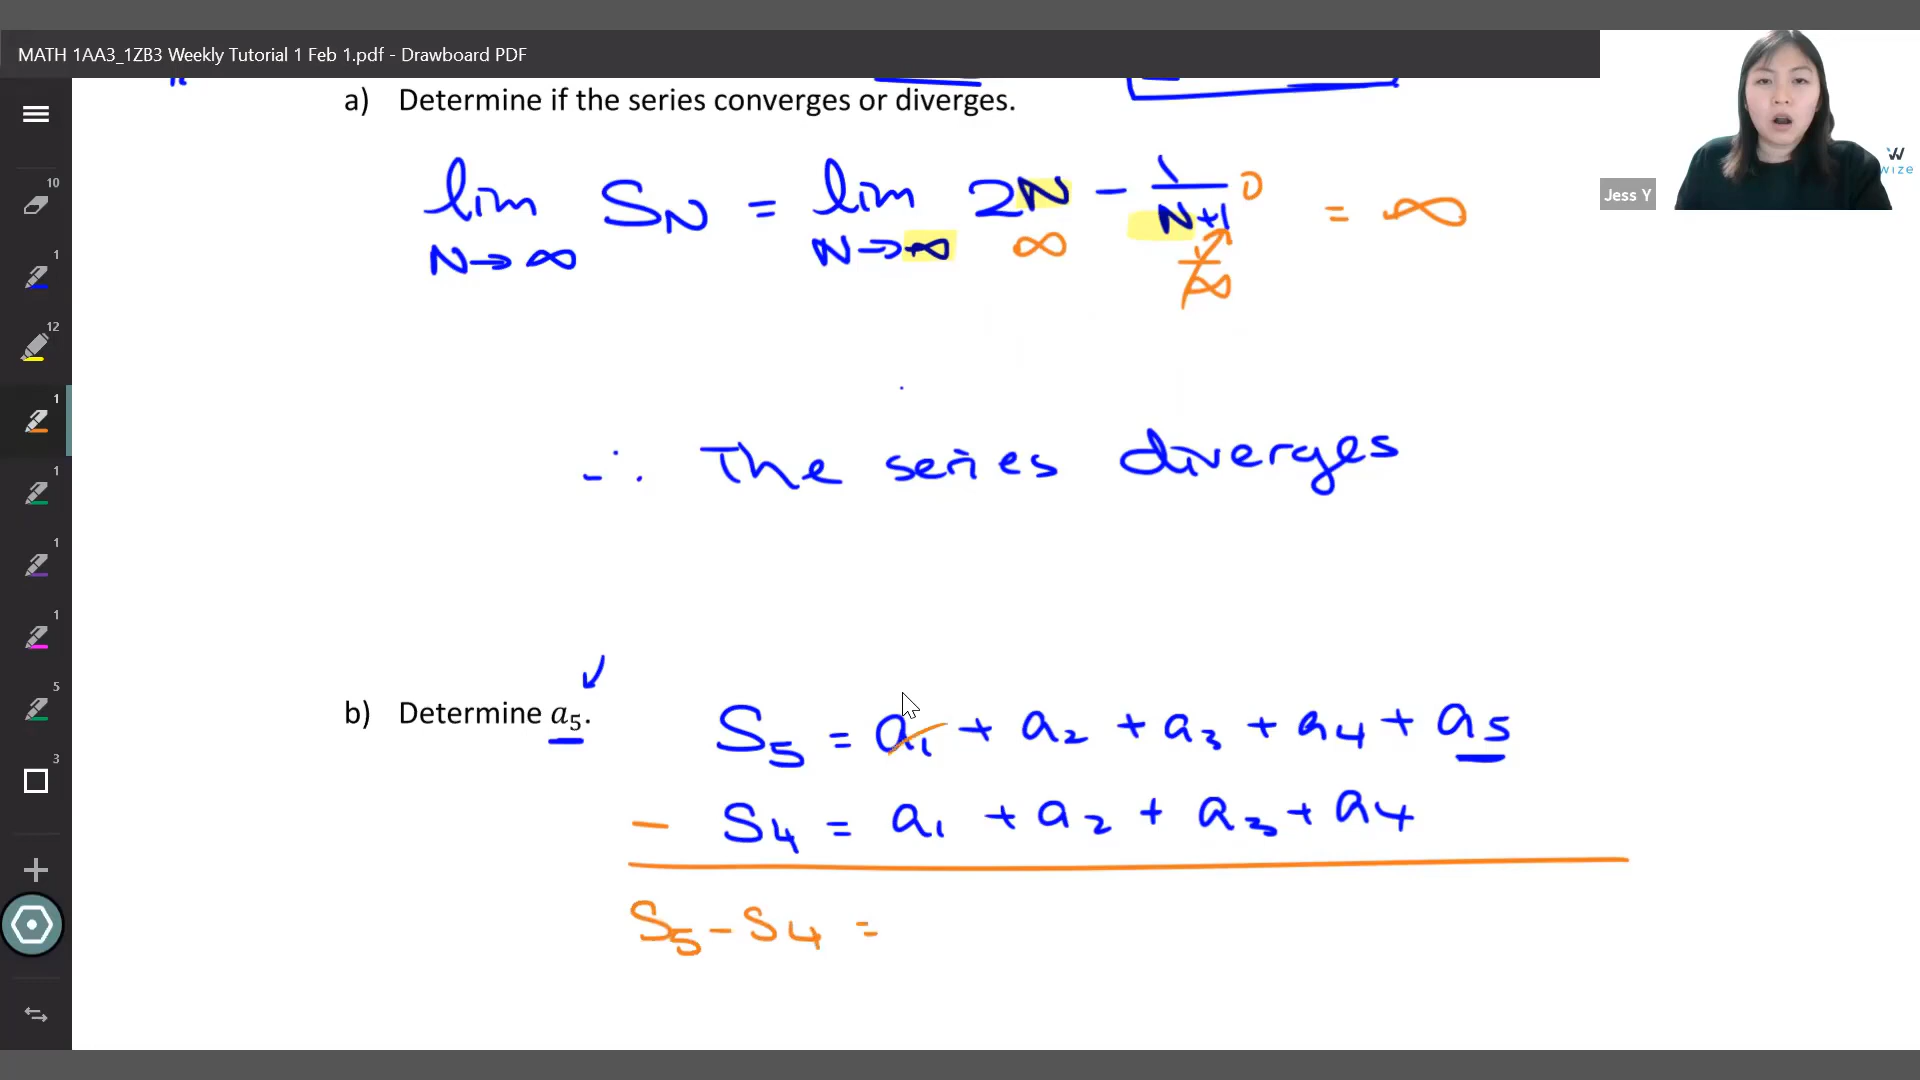 MATH 1AA3_1ZB3 Weekly Tutorial 1 Feb 1.pdf - Drawboard PDF
a) Determine if the series converges or diverges.
lim N→∞ S_N = lim N→∞ 2N - 1/(N+1) = ∞
∞ 1/∞ 0
∴ The series diverges
b) Determine a₅.
S₅ = a₁ + a₂ + a₃ + a₄ + a₅
- S₄ = a₁ + a₂ + a₃ + a₄
S₅ - S₄ =
10
1
12
1
1
1
1
5
3
Jess Y
W
wize